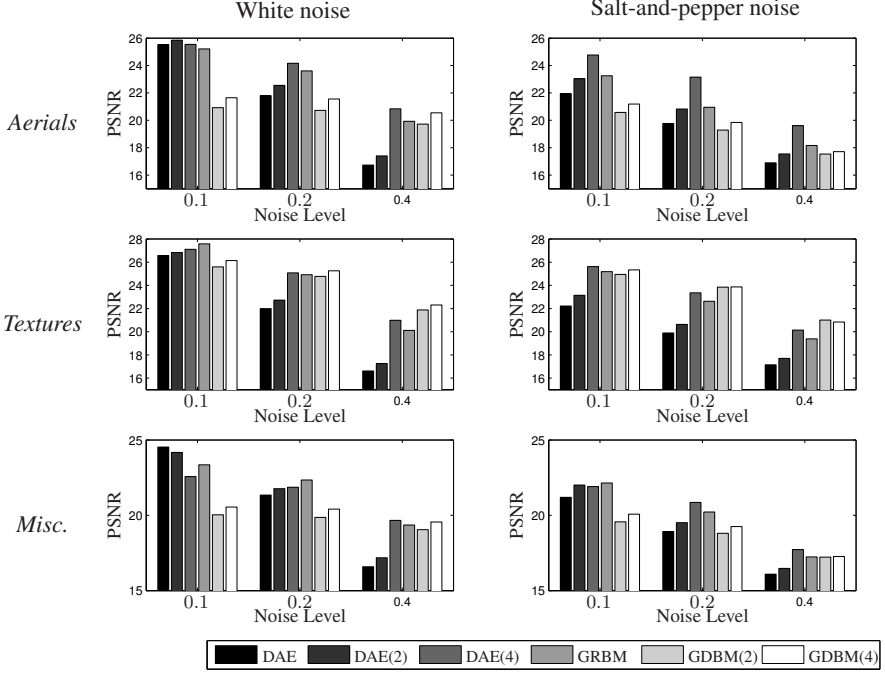 White noise
Salt-and-pepper noise
Aerials
PSNR
26
24
22
20
18
16
0.1
0.2
0.4
Noise Level
PSNR
26
24
22
20
18
16
0.1
0.2
0.4
Noise Level
Textures
PSNR
28
26
24
22
20
18
16
0.1
0.2
0.4
Noise Level
PSNR
28
26
24
22
20
18
16
0.1
0.2
0.4
Noise Level
Misc.
PSNR
25
20
15
0.1
0.2
0.4
Noise Level
PSNR
25
20
15
0.1
0.2
0.4
Noise Level
DAE DAE(2) DAE(4) GRBM GDBM(2) GDBM(4)